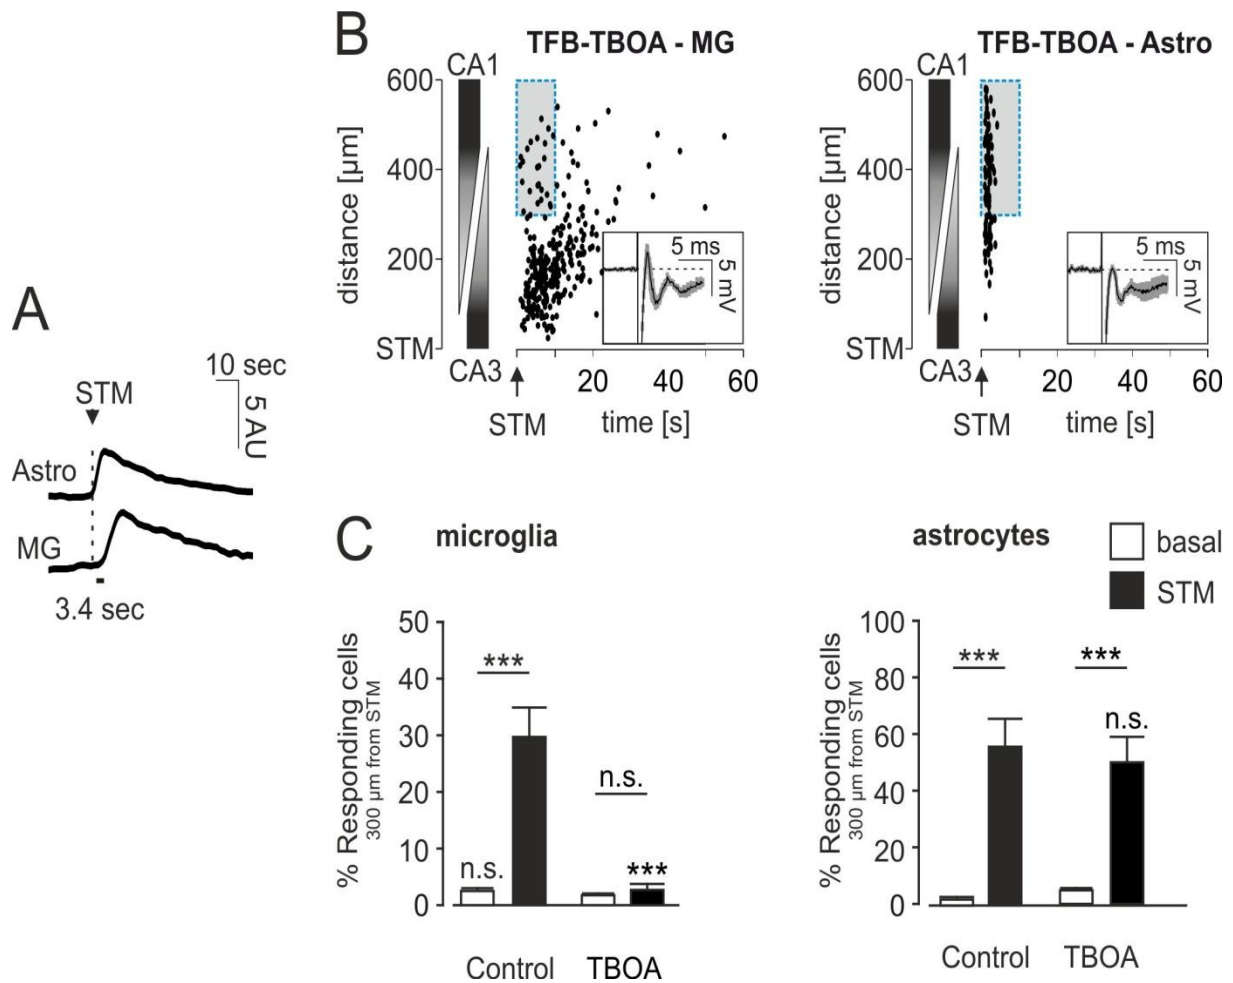 A
10 sec
5 AU
STM
Astro
MG
3.4 sec
B
TFB-TBOA - MG
CA1
600
400
200
STM
distance [µm]
CA3
5 ms
5 mV
20
40
60
STM
time [s]
TFB-TBOA - Astro
CA1
600
400
200
STM
distance [µm]
CA3
5 ms
5 mV
20
40
60
STM
time [s]
C
microglia
% Responding cells
300 µm from STM
50
40
30
20
10
0
***
n.s.
n.s.
***
Control
TBOA
astrocytes
basal
STM
% Responding cells
300 µm from STM
100
80
60
40
20
0
***
***
n.s.
Control
TBOA